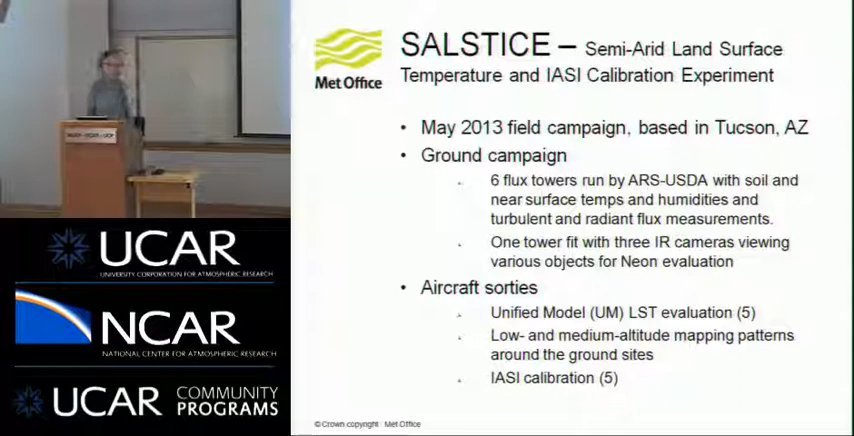 Met Office
SALSTICE – Semi-Arid Land Surface
Temperature and IASI Calibration Experiment
• May 2013 field campaign, based in Tucson, AZ
• Ground campaign
6 flux towers run by ARS-USDA with soil and
near surface temps and humidities and
turbulent and radiant flux measurements.
One tower fit with three IR cameras viewing
various objects for Neon evaluation
• Aircraft sorties
Unified Model (UM) LST evaluation (5)
Low- and medium-altitude mapping patterns
around the ground sites
IASI calibration (5)
©Crown copyright Met Office
UCAR
UNIVERSITY CORPORATION FOR ATMOSPHERIC RESEARCH
NCAR
NATIONAL CENTER FOR ATMOSPHERIC RESEARCH
UCAR COMMUNITY
PROGRAMS